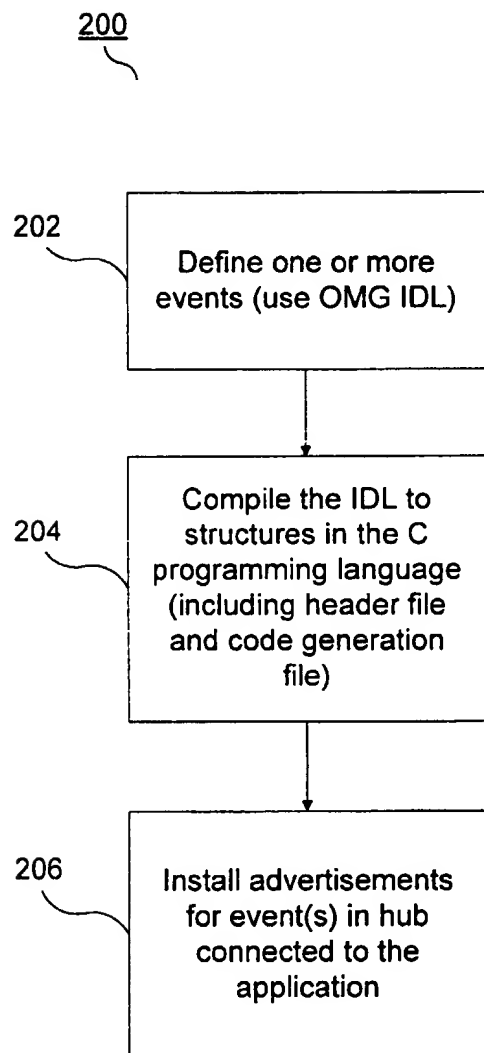 200
202
Define one or more
events (use OMG IDL)
204
Compile the IDL to
structures in the C
programming language
(including header file
and code generation
file)
206
Install advertisements
for event(s) in hub
connected to the
application